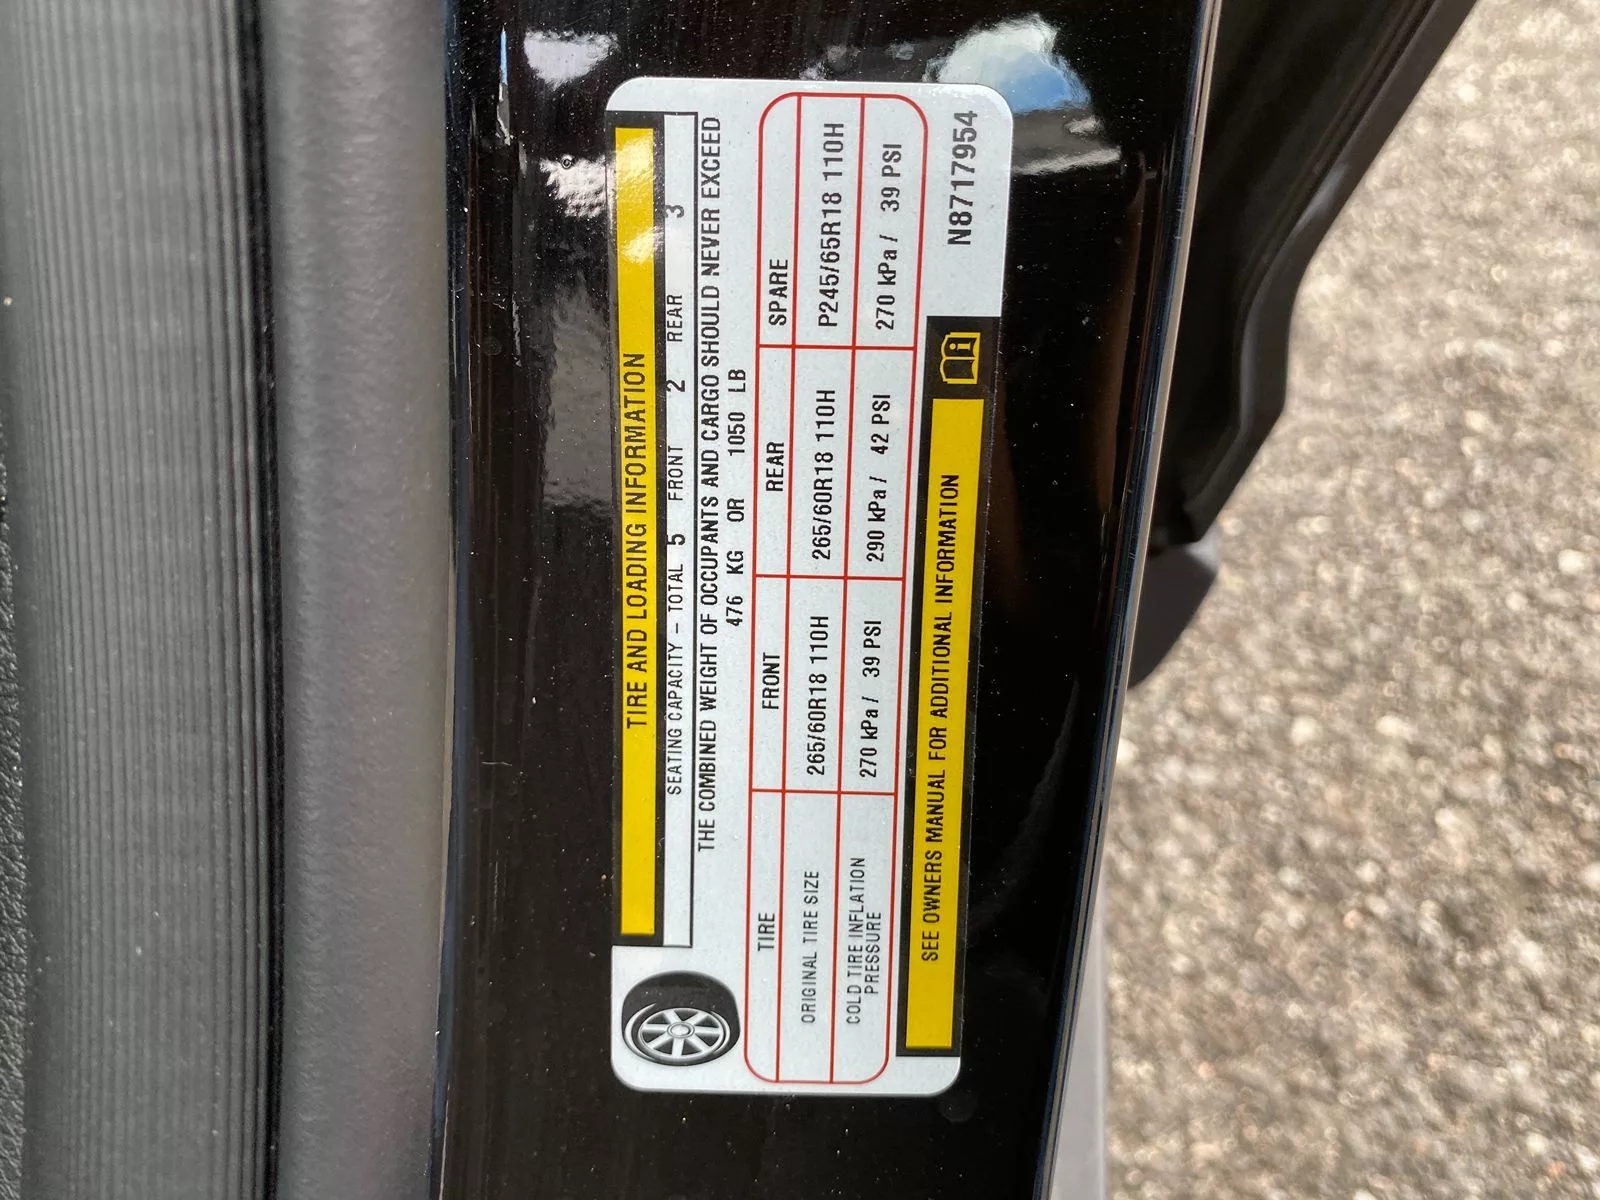 TIRE AND LOADING INFORMATION
SEATING CAPACITY - TOTAL 5 FRONT 2 REAR 3
THE COMBINED WEIGHT OF OCCUPANTS AND CARGO SHOULD NEVER EXCEED
476 KG OR 1050 LB
TIRE FRONT REAR SPARE
ORIGINAL TIRE SIZE 265/60R18 110H 265/60R18 110H P245/65R18 110H
COLD TIRE INFLATION PRESSURE 270 kPa / 39 PSI 290 kPa / 42 PSI 270 kPa / 39 PSI
SEE OWNERS MANUAL FOR ADDITIONAL INFORMATION
N8717954